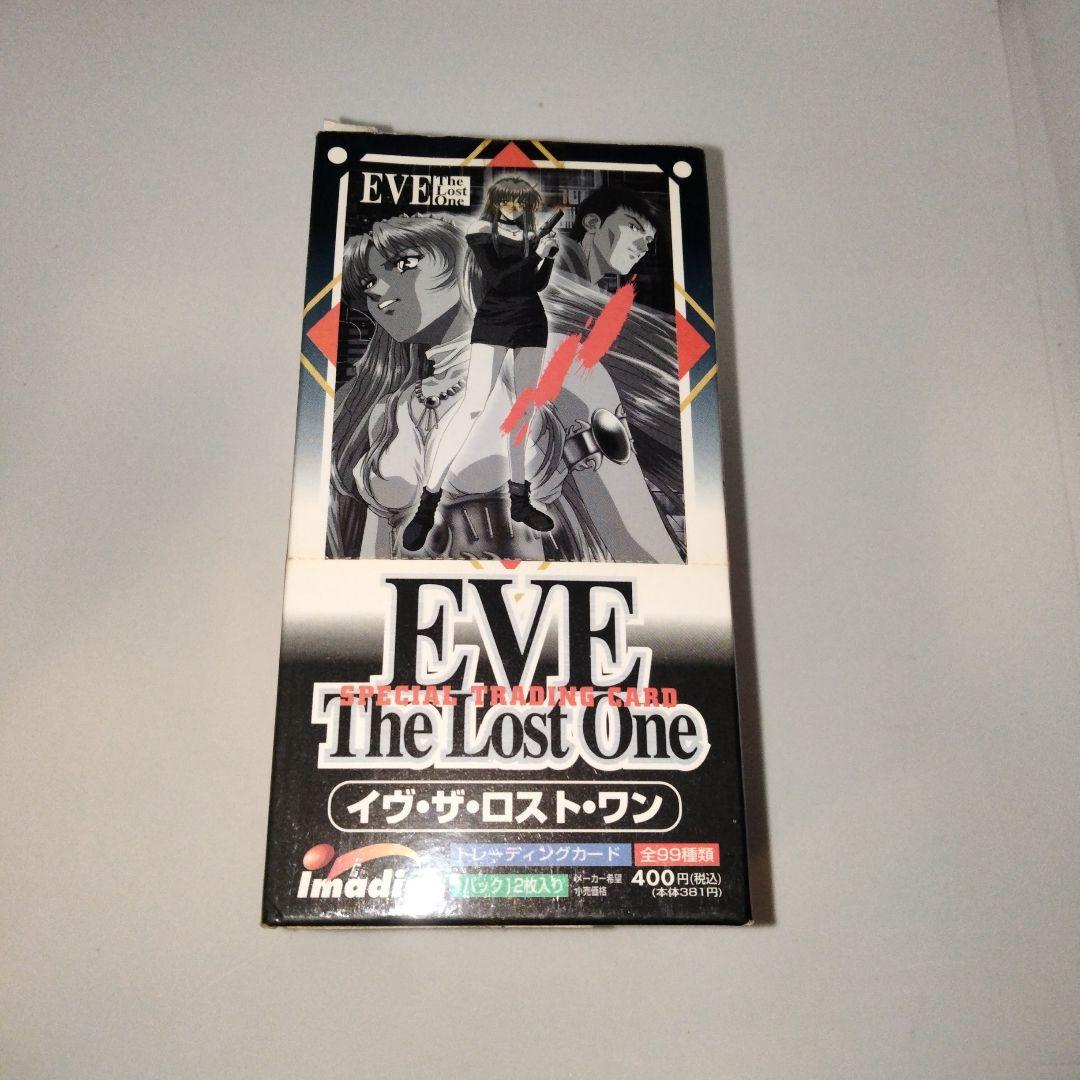 EVE The Lost One
EVE
SPECIAL TRADING CARD
The Lost One
イヴ・ザ・ロスト・ワン
トレーディングカード 全99種類
パック12枚入り メーカー希望小売価格 400円(税込)
(本体381円)